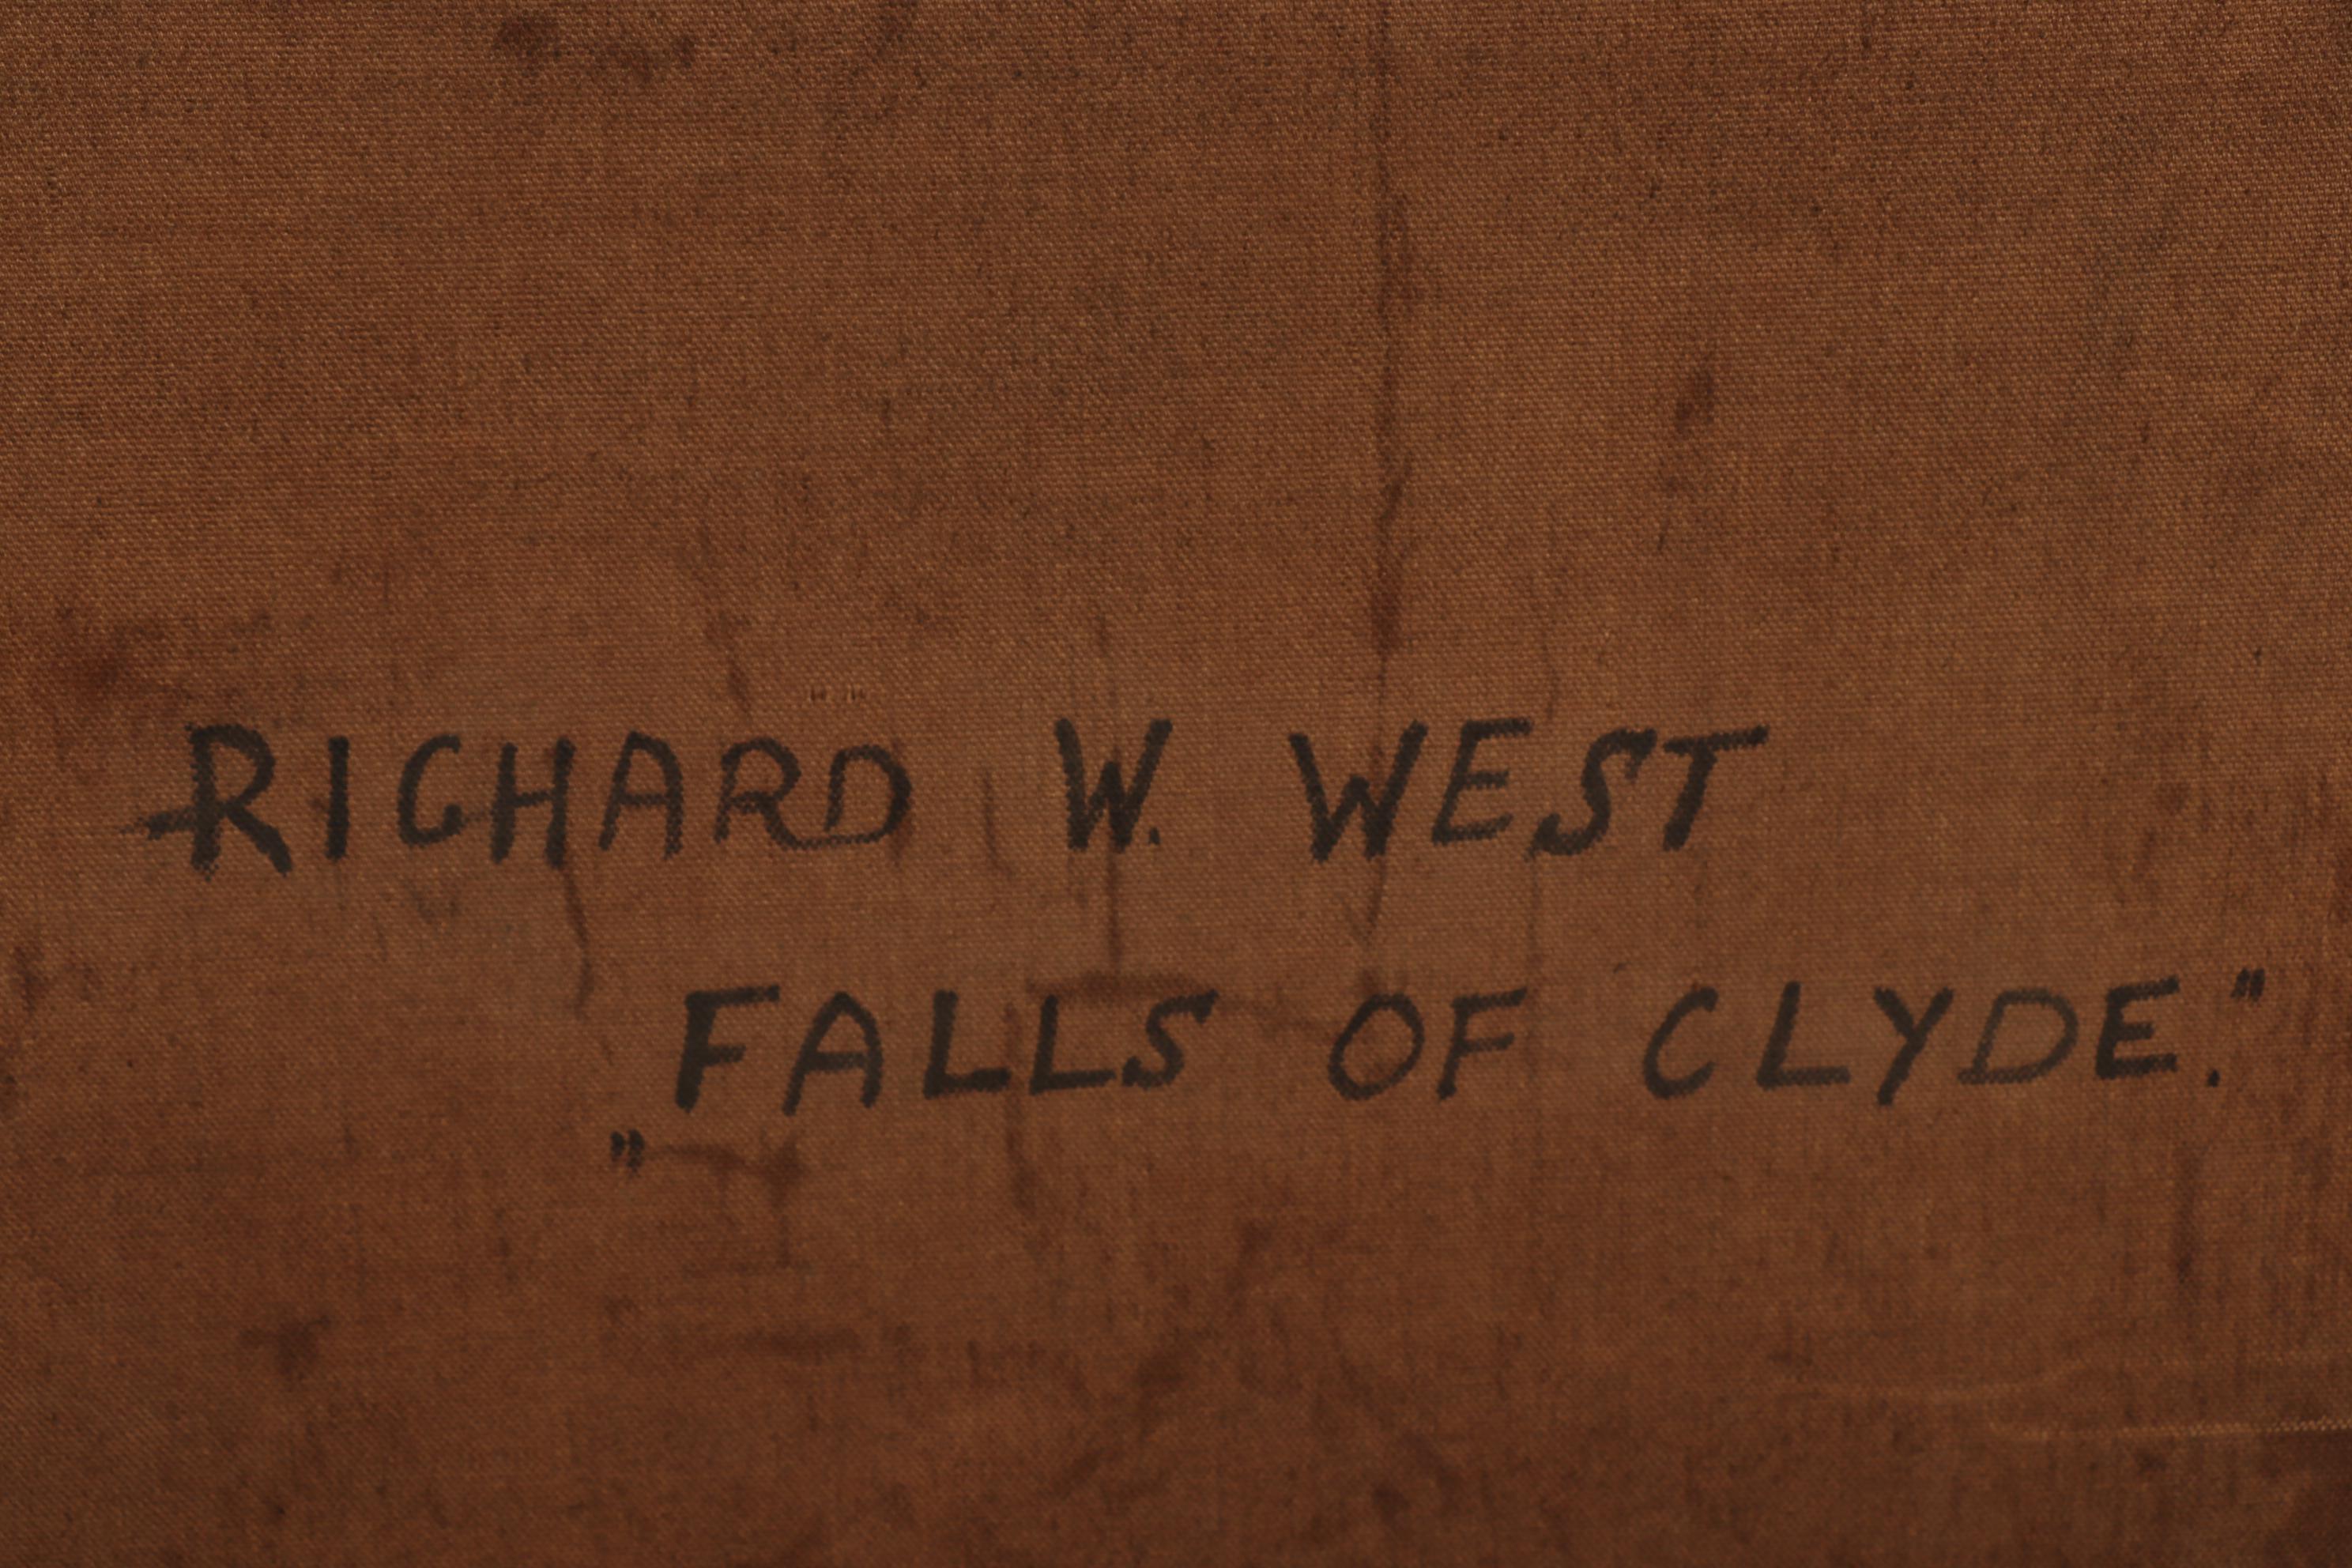 RICHARD W. WEST
„FALLS OF CLYDE.”